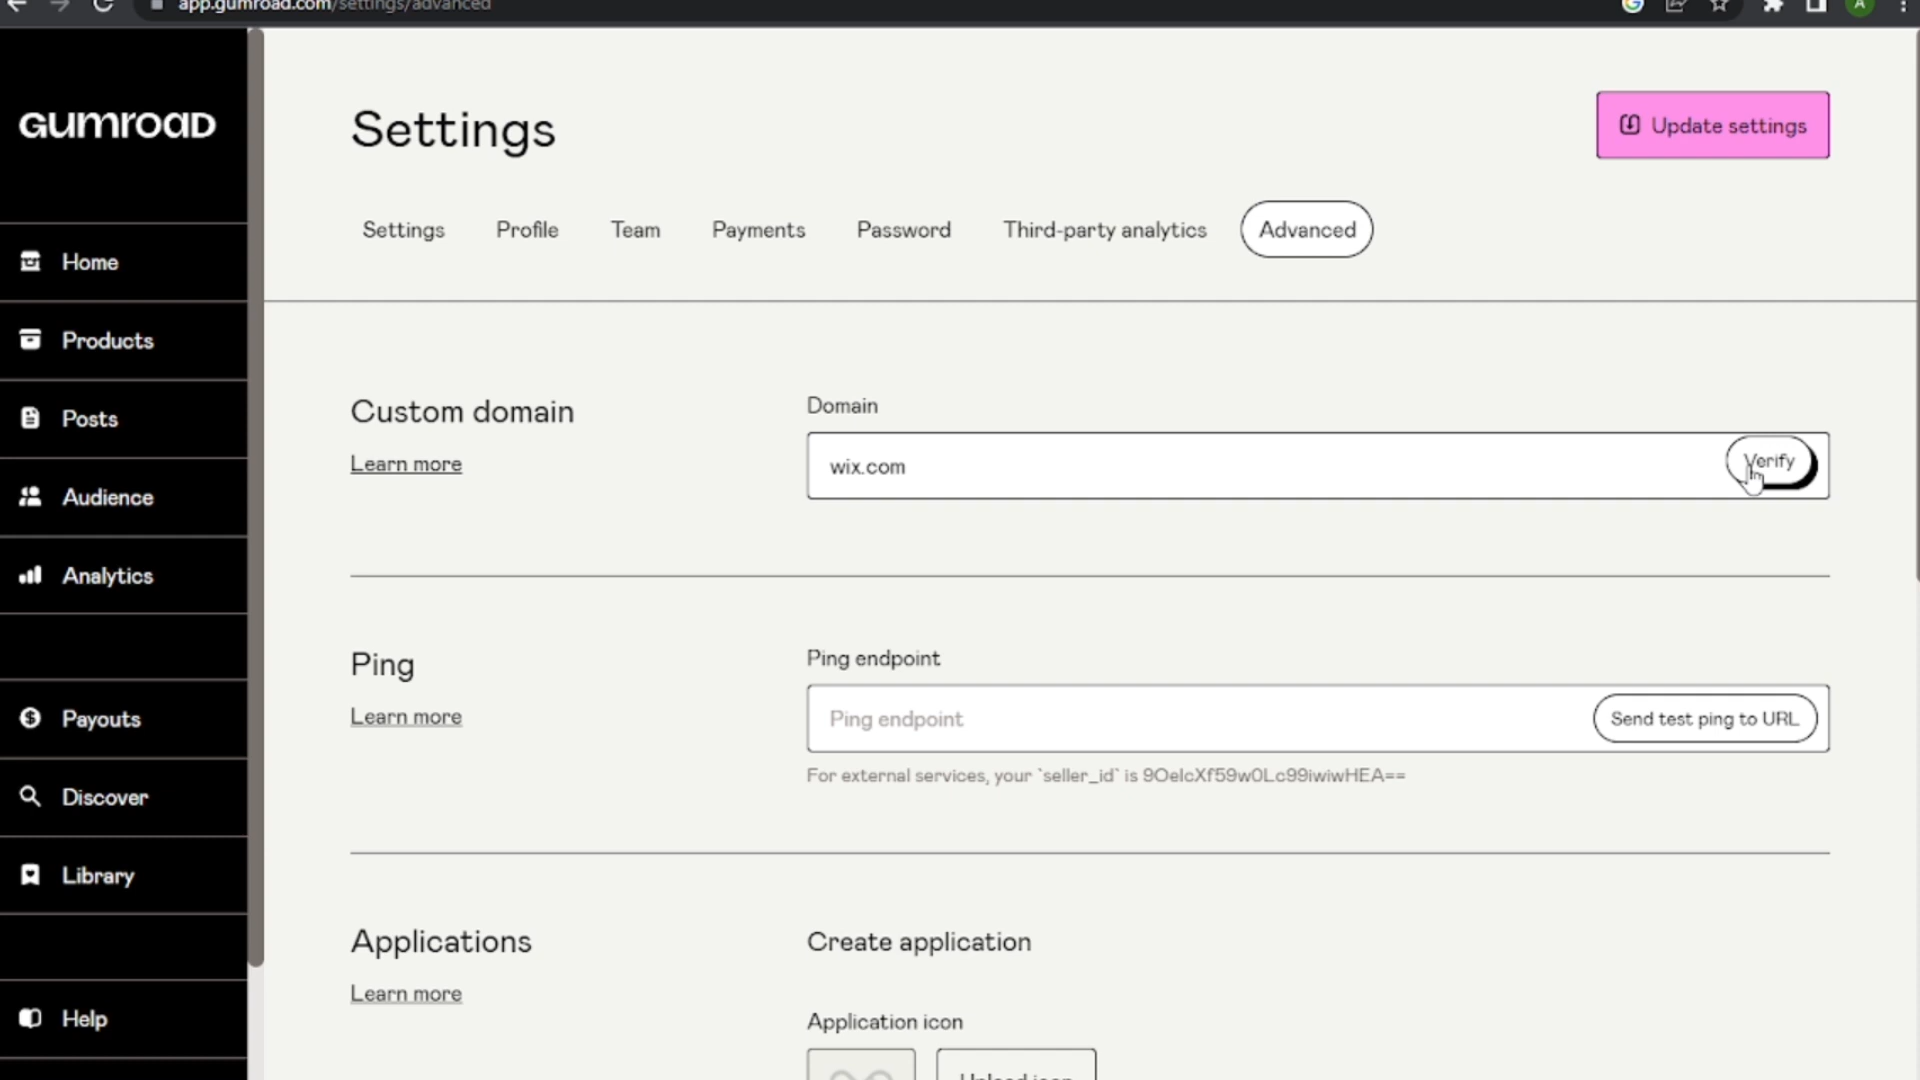 app.gumroad.com/settings/advanced
A
GUMROAD
Settings
Update settings
Settings
Profile
Team
Payments
Password
Third-party analytics
Advanced
Home
Products
Posts
Audience
Analytics
Payouts
Discover
Library
Help
Custom domain
Learn more
Domain
wix.com
Verify
Ping
Learn more
Ping endpoint
Ping endpoint
Send test ping to URL
For external services, your `seller_id` is 9OelcXf59w0Lc99iwiwHEA==
Applications
Learn more
Create application
Application icon
Upload icon